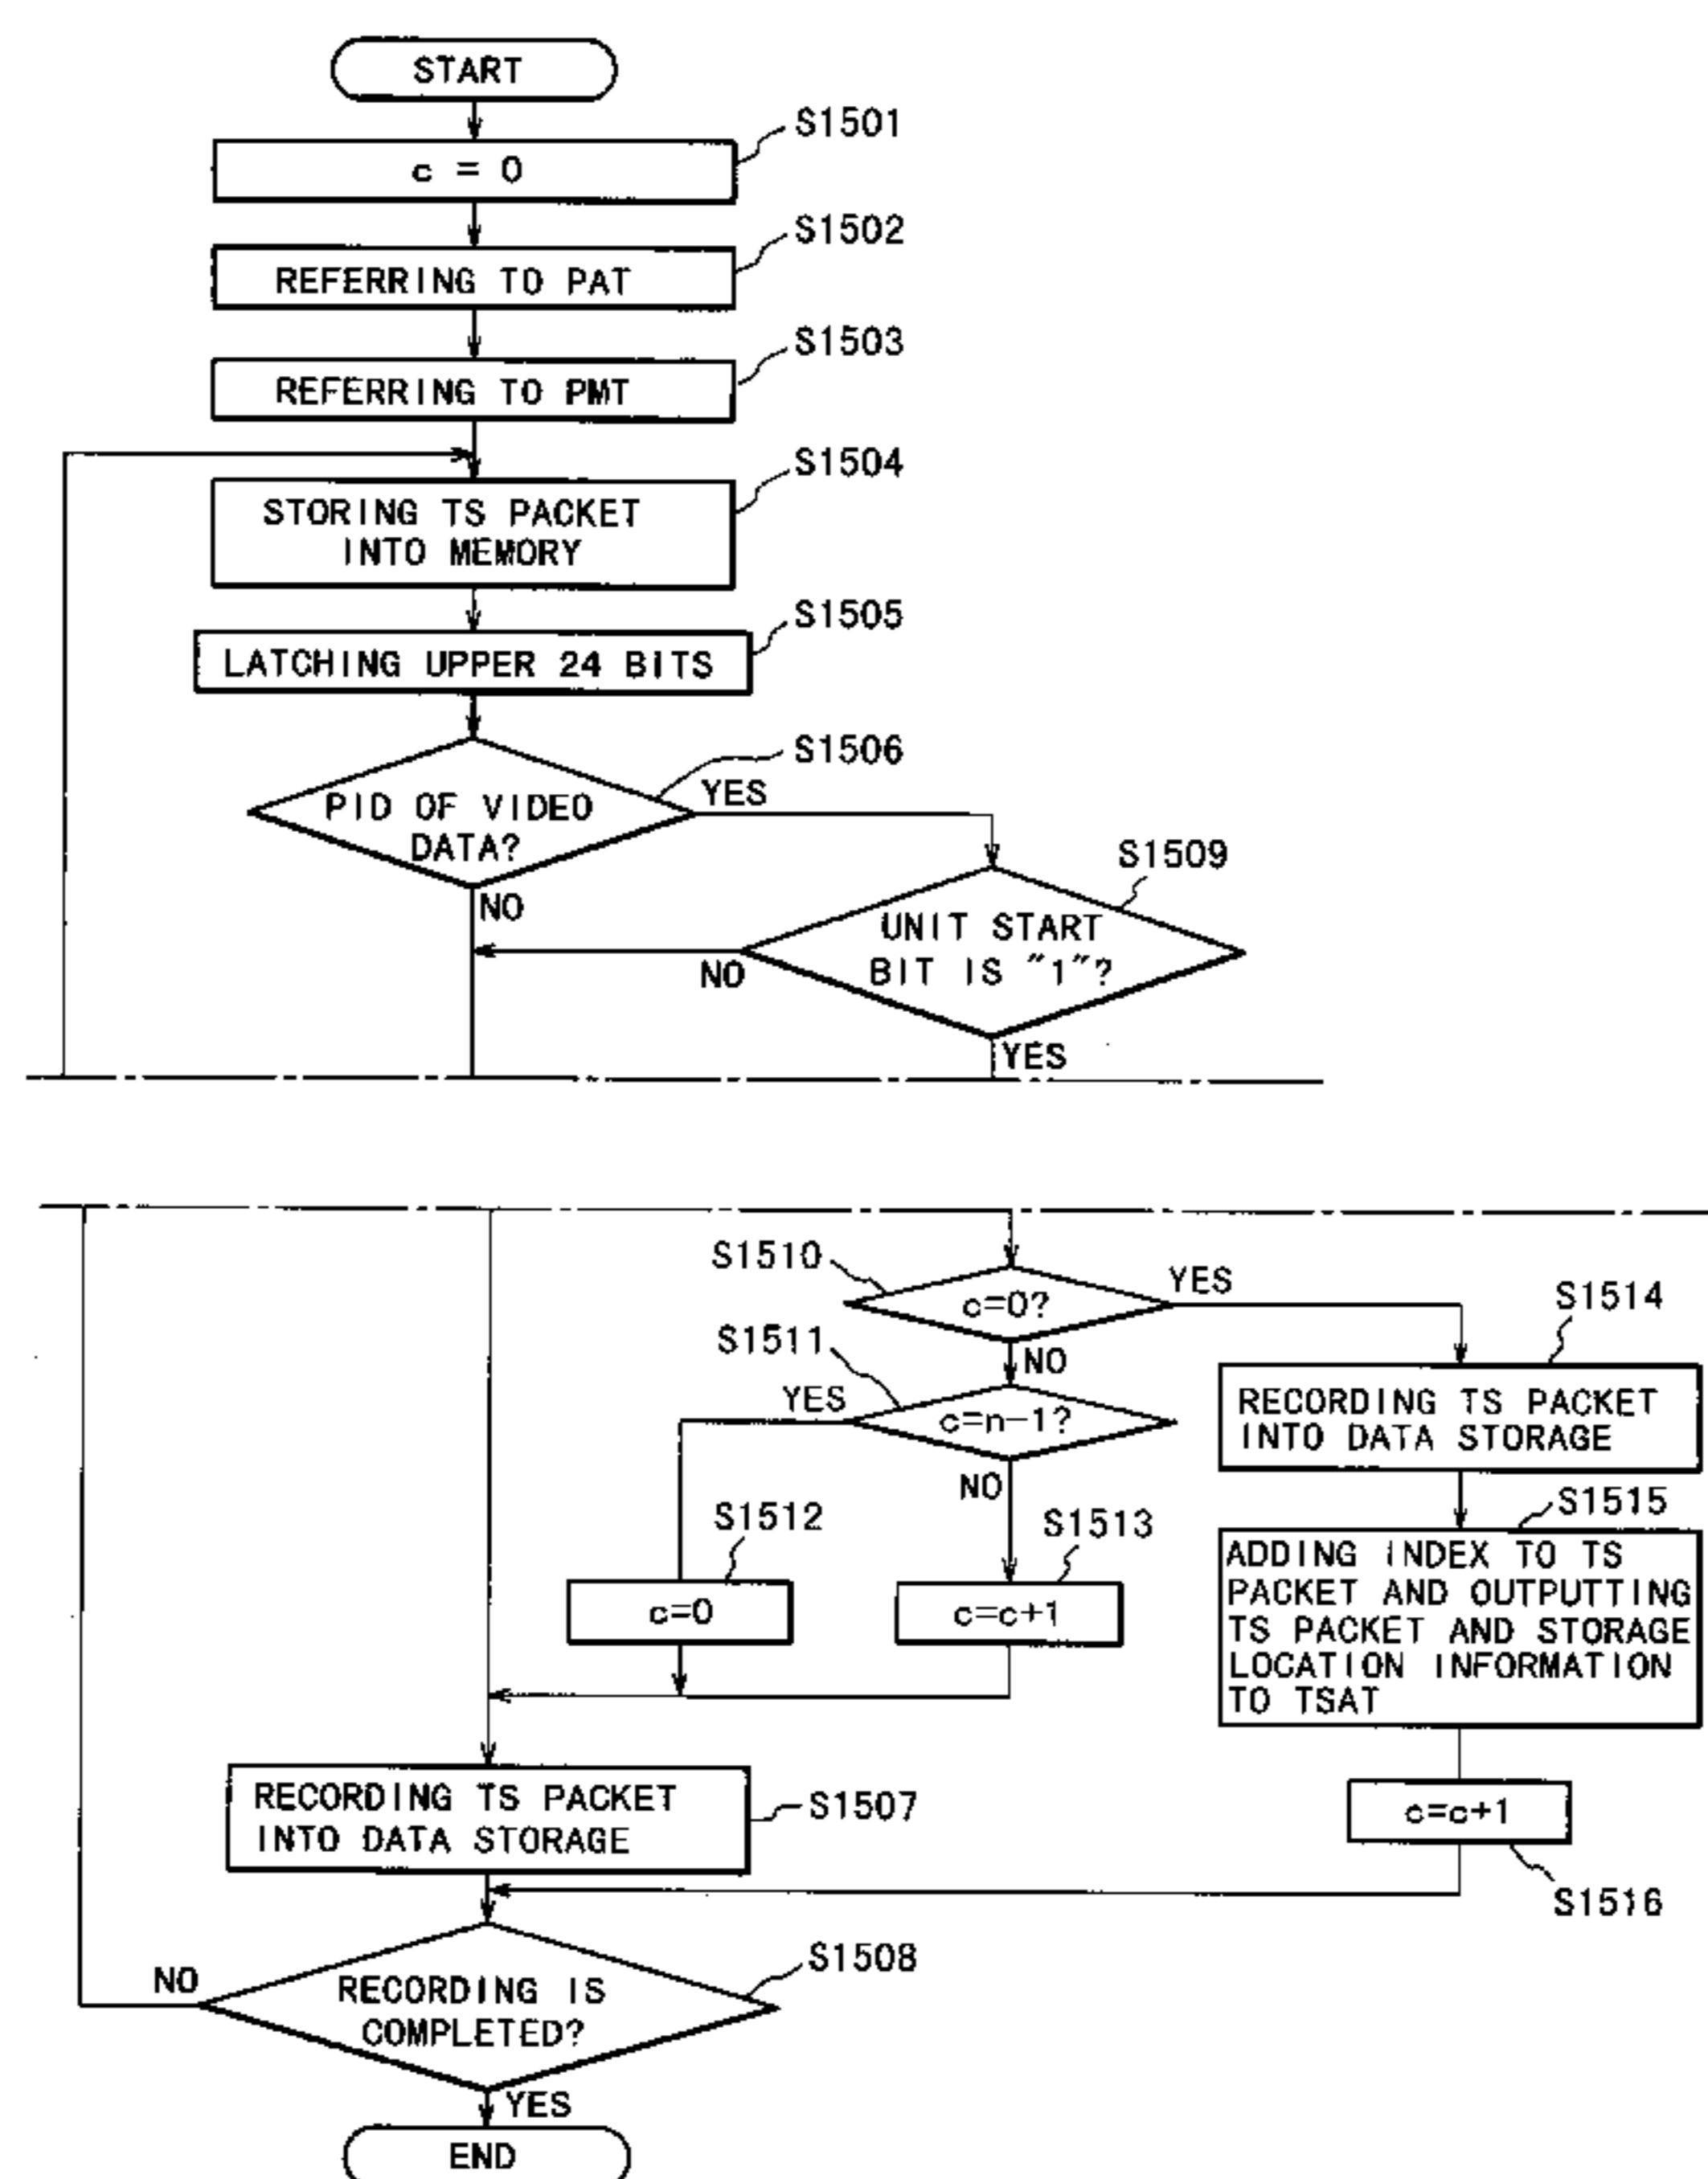 START
S1501
c = 0
S1502
REFERRING TO PAT
S1503
REFERRING TO PMT
S1504
STORING TS PACKET
INTO MEMORY
S1505
LATCHING UPPER 24 BITS
S1506
PID OF VIDEO
DATA?
YES
NO
S1509
UNIT START
BIT IS "1"?
NO
YES
S1510
c=0?
YES
NO
S1511
c=n-1?
YES
NO
S1512
c=0
S1513
c=c+1
S1514
RECORDING TS PACKET
INTO DATA STORAGE
S1515
ADDING INDEX TO TS
PACKET AND OUTPUTTING
TS PACKET AND STORAGE
LOCATION INFORMATION
TO TSAT
c=c+1
S1516
RECORDING TS PACKET
INTO DATA STORAGE
S1507
S1508
RECORDING IS
COMPLETED?
NO
YES
END